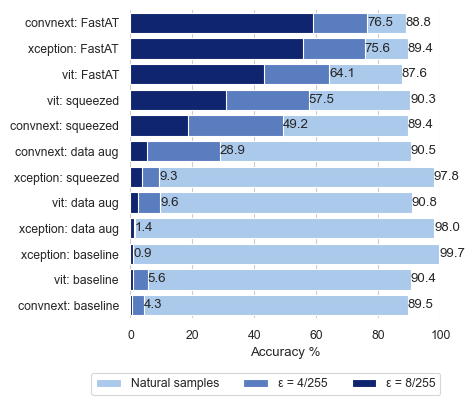 convnext: FastAT 76.5 88.8
xception: FastAT 75.6 89.4
vit: FastAT 64.1 87.6
vit: squeezed 57.5 90.3
convnext: squeezed 49.2 89.4
convnext: data aug 28.9 90.5
xception: squeezed 9.3 97.8
vit: data aug 9.6 90.8
xception: data aug 1.4 98.0
xception: baseline 0.9 99.7
vit: baseline 5.6 90.4
convnext: baseline 4.3 89.5
0 20 40 60 80 100
Accuracy %
Natural samples ε = 4/255 ε = 8/255